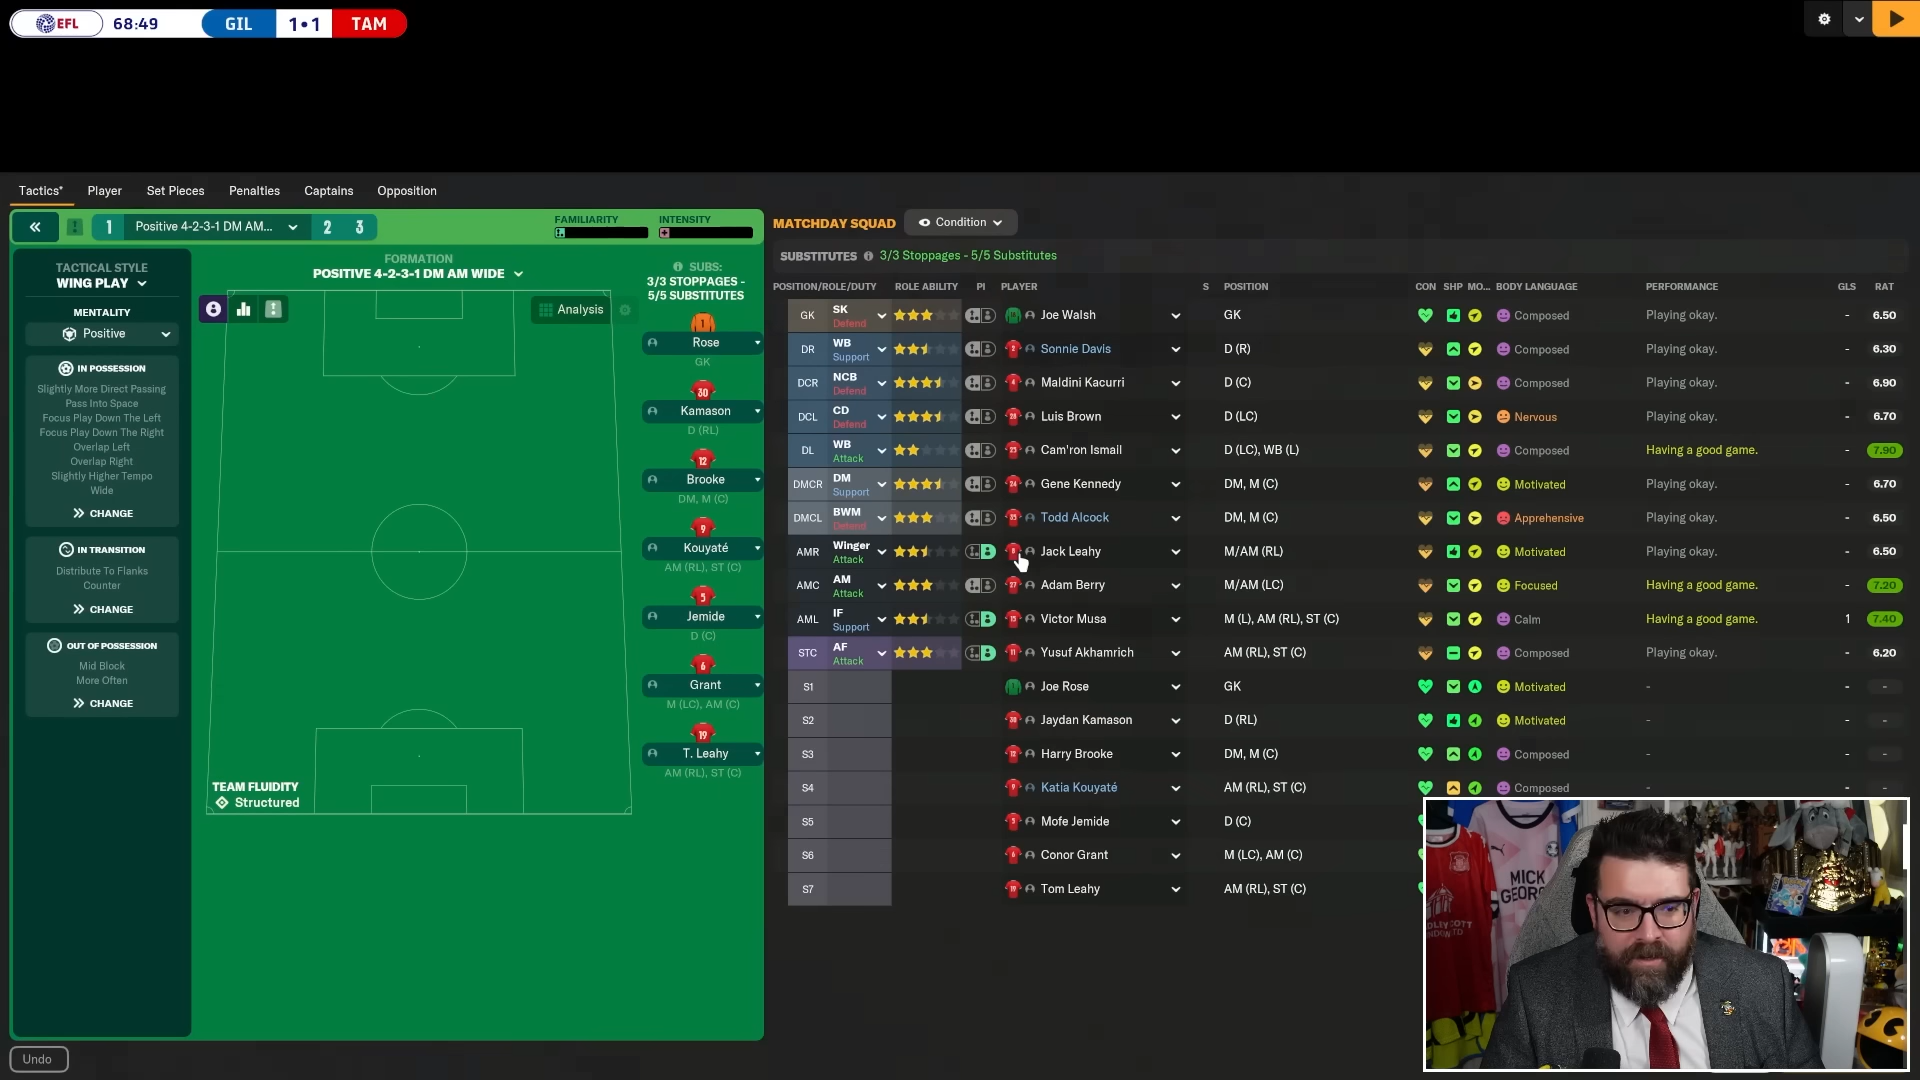 EFL 68:49 GIL 1•1 TAM
Tactics* Player Set Pieces Penalties Captains Opposition
1 Positive 4-2-3-1 DM AM... 2 3
FAMILIARITY INTENSITY
TACTICAL STYLE
WING PLAY
MENTALITY
Positive
IN POSSESSION
Slightly More Direct Passing
Pass Into Space
Focus Play Down The Left
Focus Play Down The Right
Overlap Left
Overlap Right
Slightly Higher Tempo
Wide
CHANGE
IN TRANSITION
Distribute To Flanks
Counter
CHANGE
OUT OF POSSESSION
Mid Block
More Often
CHANGE
FORMATION
POSITIVE 4-2-3-1 DM AM WIDE
Analysis
TEAM FLUIDITY
Structured
SUBS:
3/3 STOPPAGES -
5/5 SUBSTITUTES
1
Rose
GK
30
Kamason
D (RL)
12
Brooke
DM, M (C)
9
Kouyaté
AM (RL), ST (C)
5
Jemide
D (C)
6
Grant
M (LC), AM (C)
19
T. Leahy
AM (RL), ST (C)
MATCHDAY SQUAD Condition
SUBSTITUTES 3/3 Stoppages - 5/5 Substitutes
POSITION/ROLE/DUTY ROLE ABILITY PI PLAYER S POSITION CON SHP MO... BODY LANGUAGE PERFORMANCE GLS RAT
GK SK Defend Joe Walsh GK Composed Playing okay. - 6.50
DR WB Support Sonnie Davis D (R) Composed Playing okay. - 6.30
DCR NCB Defend Maldini Kacurri D (C) Composed Playing okay. - 6.90
DCL CD Defend Luis Brown D (LC) Nervous Playing okay. - 6.70
DL WB Attack Cam'ron Ismail D (LC), WB (L) Composed Having a good game. - 7.90
DMCR DM Support Gene Kennedy DM, M (C) Motivated Playing okay. - 6.70
DMCL BWM Defend Todd Alcock DM, M (C) Apprehensive Playing okay. - 6.50
AMR Winger Attack Jack Leahy M/AM (RL) Motivated Playing okay. - 6.50
AMC AM Attack Adam Berry M/AM (LC) Focused Having a good game. - 7.20
AML IF Support Victor Musa M (L), AM (RL), ST (C) Calm Having a good game. 1 7.40
STC AF Attack Yusuf Akhamrich AM (RL), ST (C) Composed Playing okay. - 6.20
S1 Joe Rose GK Motivated - - -
S2 Jaydan Kamason D (RL) Motivated - - -
S3 Harry Brooke DM, M (C) Composed - - -
S4 Katia Kouyaté AM (RL), ST (C) Composed - - -
S5 Mofe Jemide D (C)
S6 Conor Grant M (LC), AM (C)
S7 Tom Leahy AM (RL), ST (C)
MICK
GEORG
Undo